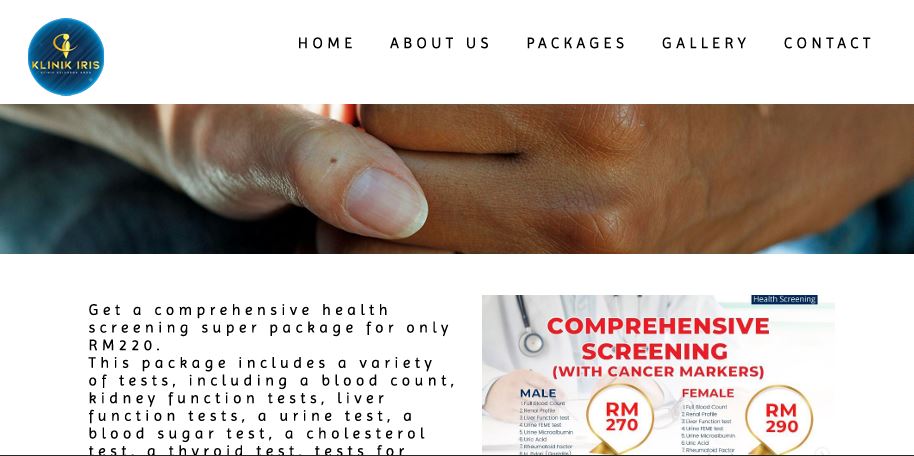 KLINIK IRIS
HOME ABOUT US PACKAGES GALLERY CONTACT
Get a comprehensive health
screening super package for only
RM220.
This package includes a variety
of tests, including a blood count,
kidney function tests, liver
function tests, a urine test, a
blood sugar test, a cholesterol
test, a thyroid test, tests for
Health Screening
COMPREHENSIVE
SCREENING
(WITH CANCER MARKERS)
MALE
1.Full Blood Count
2.Renal Profile
3.Liver Function test
4.Urine FEME test
5.Urine Microalbumin
6.Uric Acid
7.Rheumatoid Factor
RM
270
FEMALE
1.Full Blood Count
2.Renal Profile
3.Liver Function test
4.Urine FEME test
5.Urine Microalbumin
6.Uric Acid
RM
290